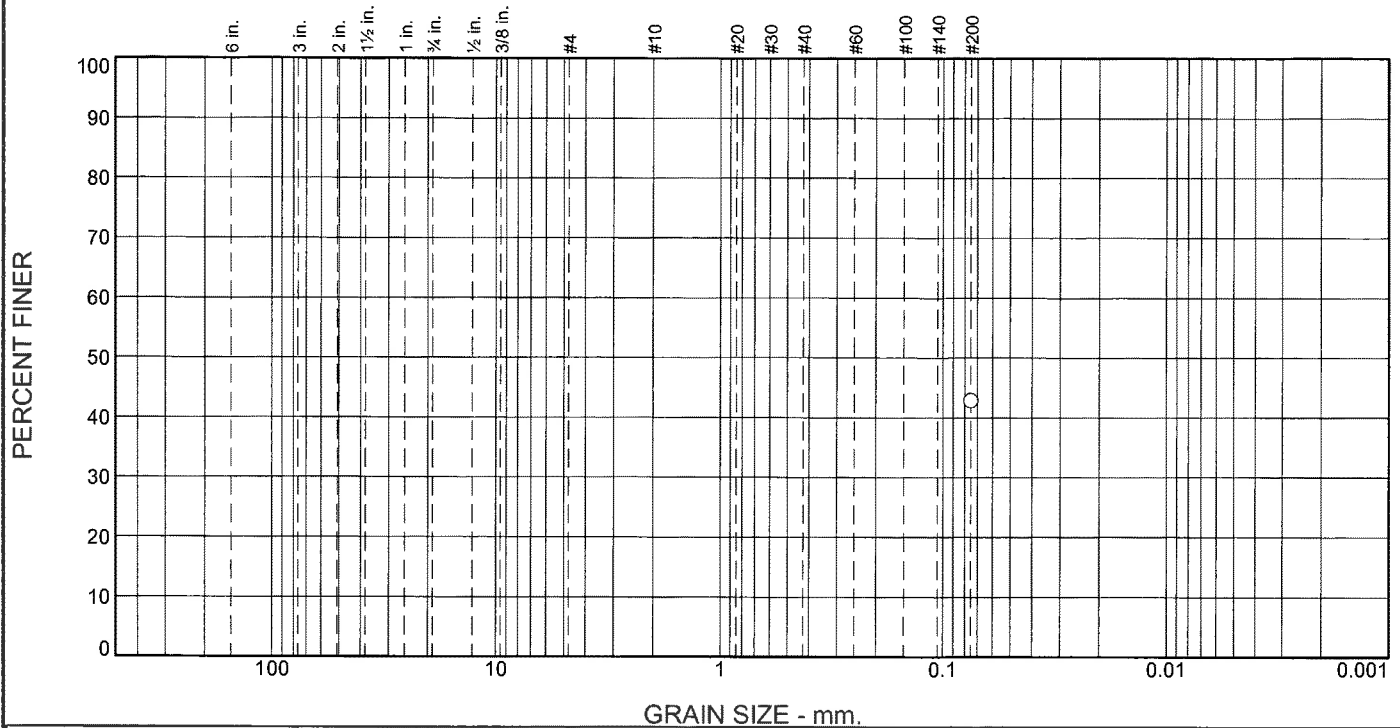 6 in. 3 in. 2 in. 1½ in. 1 in. ¾ in. ½ in. 3/8 in. #4 #10 #20 #30 #40 #60 #100 #140 #200
100
90
80
70
60
50
40
30
20
10
0
PERCENT FINER
100 10 1 0.1 0.01 0.001
GRAIN SIZE - mm.